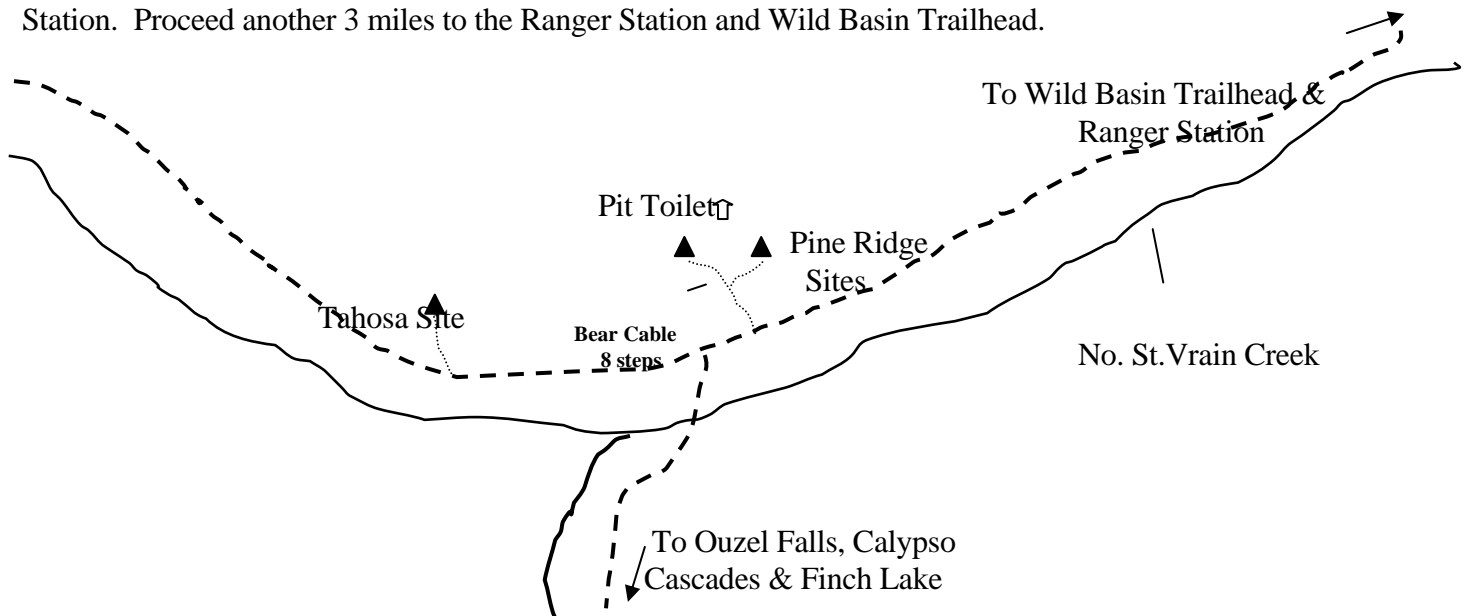 Station.  Proceed another 3 miles to the Ranger Station and Wild Basin Trailhead.
To Wild Basin Trailhead &
Ranger Station
Pit Toilet
Pine Ridge
Sites
Tahosa Site
Bear Cable
8 steps
No. St.Vrain Creek
To Ouzel Falls, Calypso
Cascades & Finch Lake